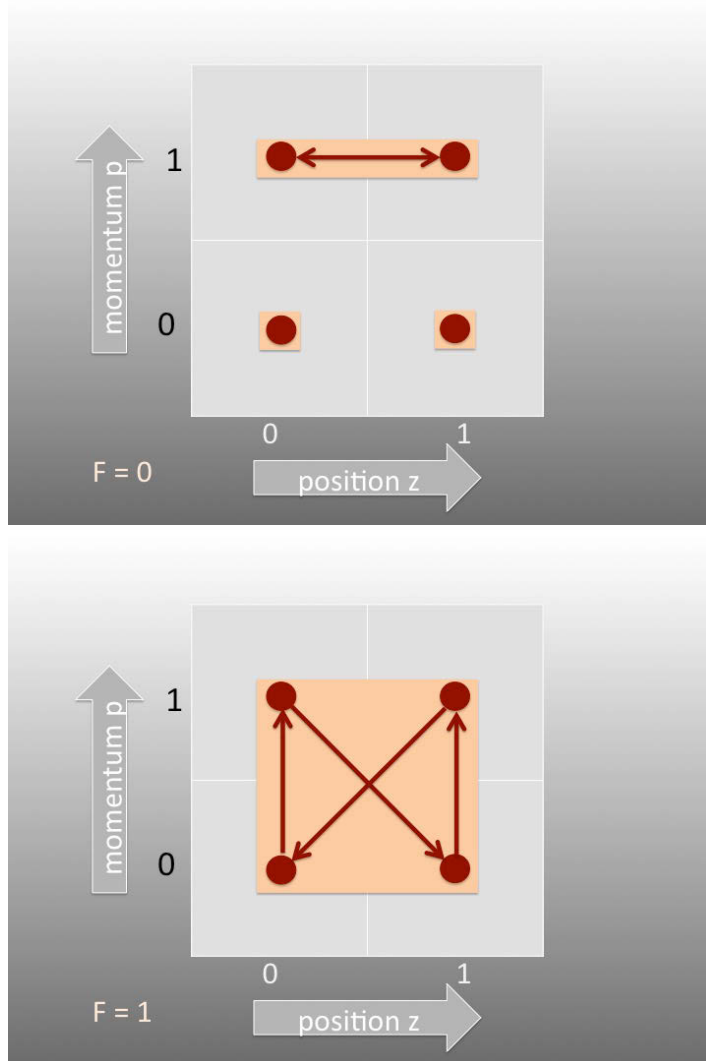 momentum p
1
0
0
1
F = 0
position z
momentum p
1
0
0
1
F = 1
position z